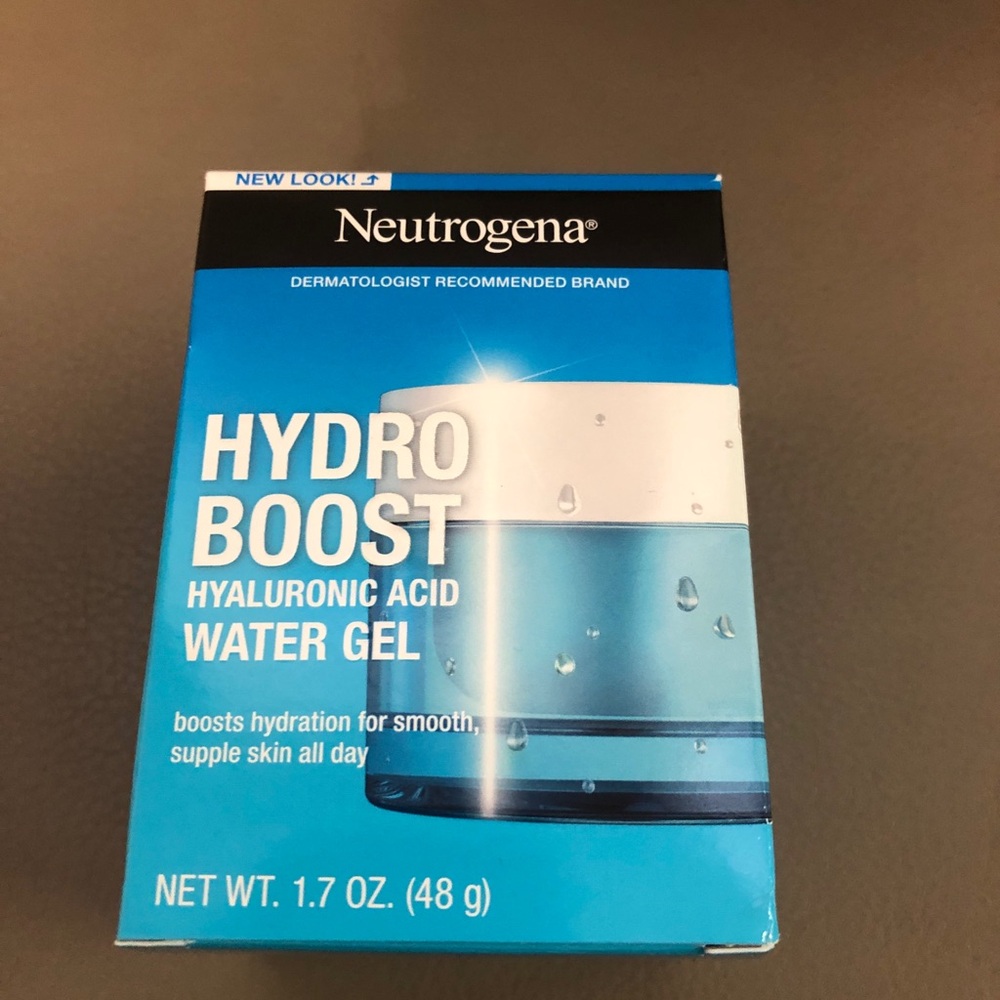 NEW LOOK!
Neutrogena®
DERMATOLOGIST RECOMMENDED BRAND
HYDRO
BOOST
HYALURONIC ACID
WATER GEL
boosts hydration for smooth,
supple skin all day
NET WT. 1.7 OZ. (48 g)